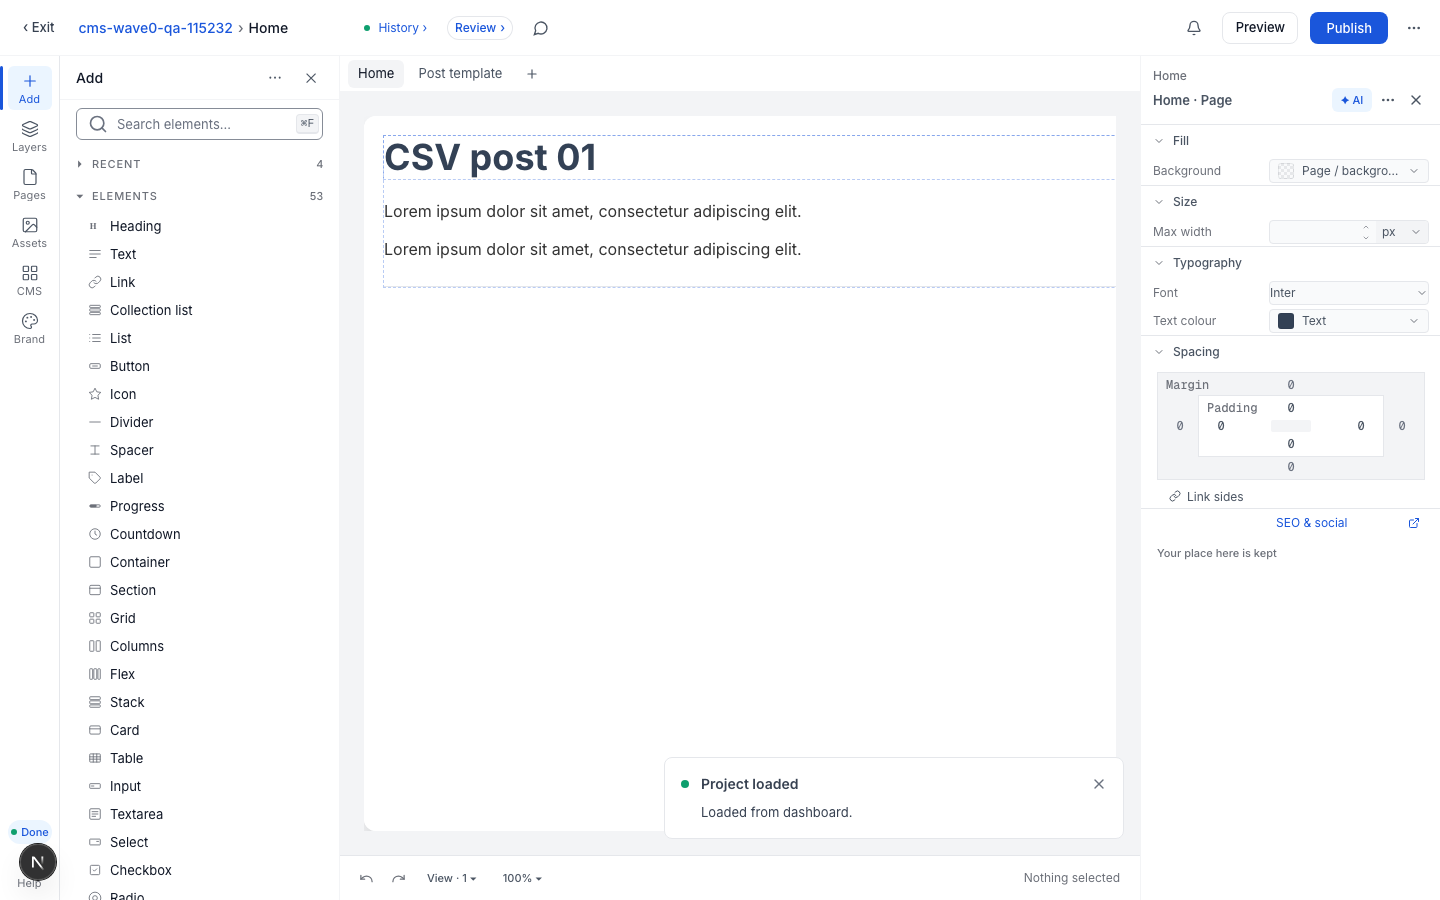 ‹ Exit
cms-wave0-qa-115232 › Home
History ›
Review ›
Preview
Publish
Add
Layers
Pages
Assets
CMS
Brand
Done
N
Help
Add
Search elements...
⌘F
RECENT 4
ELEMENTS 53
Heading
Text
Link
Collection list
List
Button
Icon
Divider
Spacer
Label
Progress
Countdown
Container
Section
Grid
Columns
Flex
Stack
Card
Table
Input
Textarea
Select
Checkbox
Radio
Home
Post template
CSV post 01
Lorem ipsum dolor sit amet, consectetur adipiscing elit.
Lorem ipsum dolor sit amet, consectetur adipiscing elit.
Project loaded
Loaded from dashboard.
View · 1
100%
Nothing selected
Home
Home · Page
AI
Fill
Background
Page / backgro...
Size
Max width
px
Typography
Font
Inter
Text colour
Text
Spacing
Margin 0
Padding 0
0 0 0 0
0
0
Link sides
SEO & social
Your place here is kept